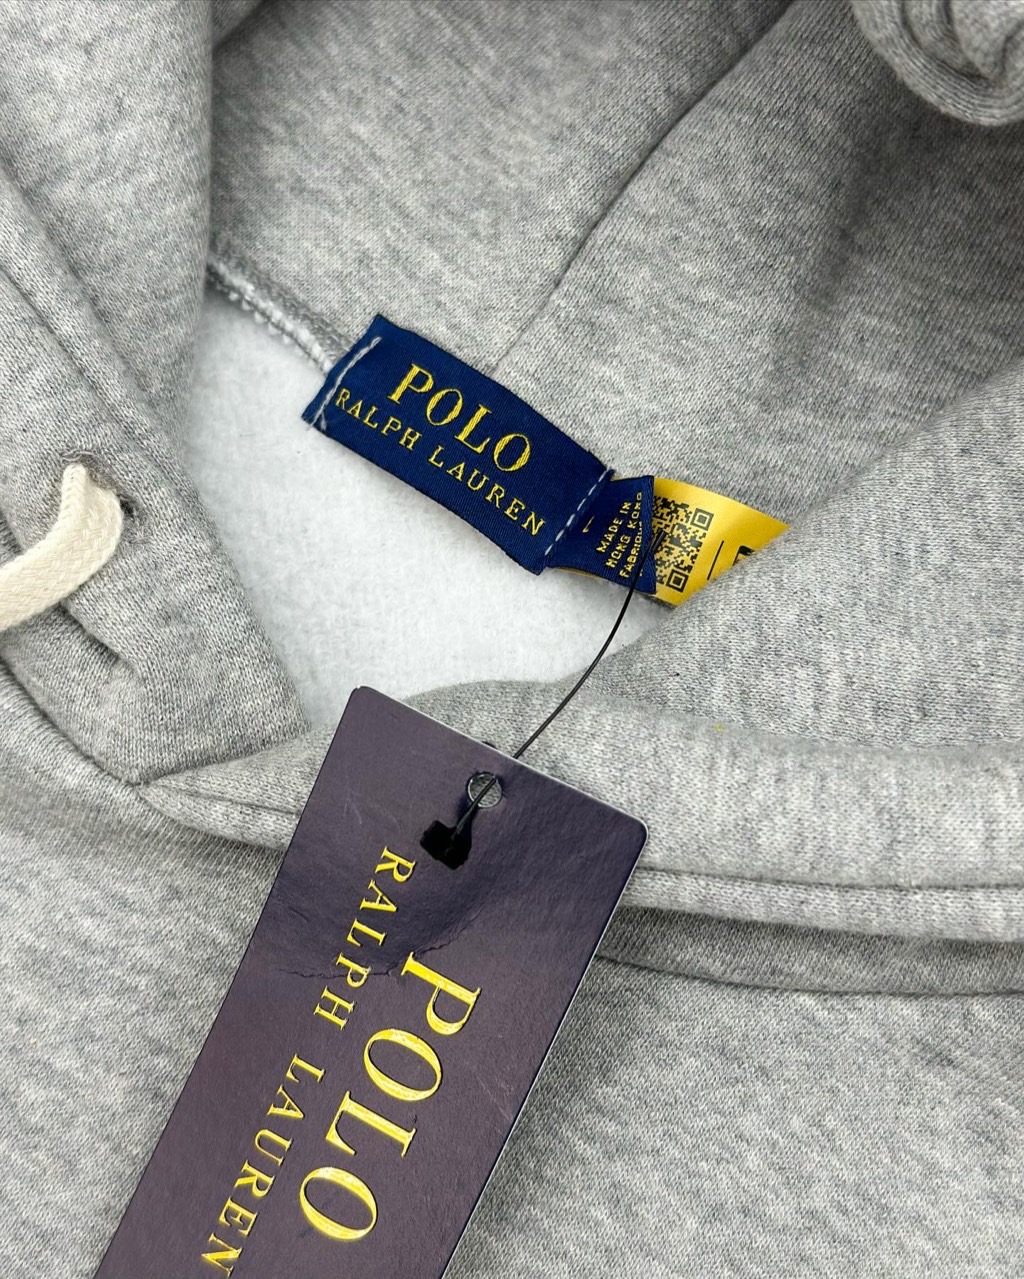 POLO
RALPH LAUREN
L
MADE IN
HONG KONG
POLO
RALPH LAUREN